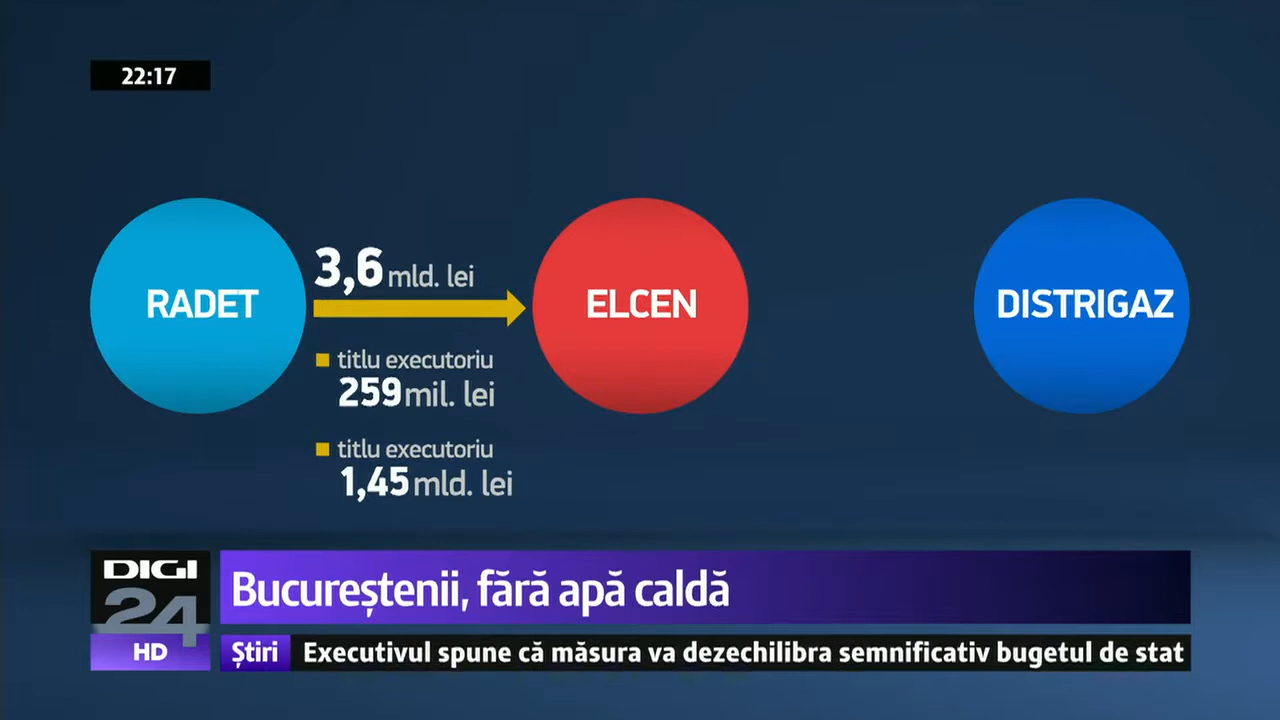 22:17
RADET
3,6 mld. lei
titlu executoriu
259 mil. lei
titlu executoriu
1,45 mld. lei
ELCEN
DISTRIGAZ
DIGI
24
HD
Bucureștenii, fără apă caldă
Știri
Executivul spune că măsura va dezechilibra semnificativ bugetul de stat